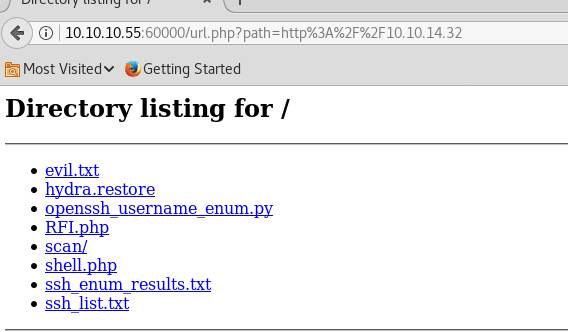 Directory listing for /
10.10.10.55:60000/url.php?path=http%3A%2F%2F10.10.14.32
Most Visited Getting Started
Directory listing for /
evil.txt
hydra.restore
openssh_username_enum.py
RFI.php
scan/
shell.php
ssh_enum_results.txt
ssh_list.txt